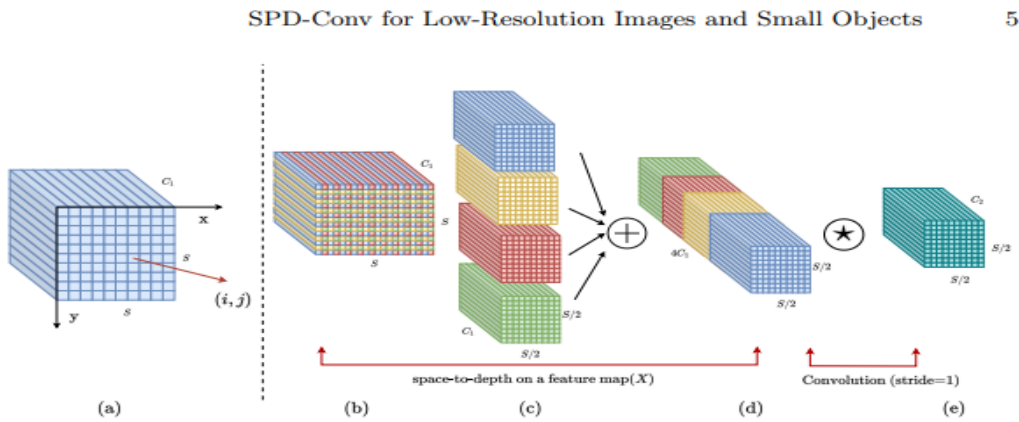 SPD-Conv for Low-Resolution Images and Small Objects 5
C₁
x
S
(i, j)
S
y
C₁
S
S
C₁
S/2
S/2
4C₁
S/2
S/2
C₂
S/2
S/2
space-to-depth on a feature map(X)
Convolution (stride=1)
(a) (b) (c) (d) (e)